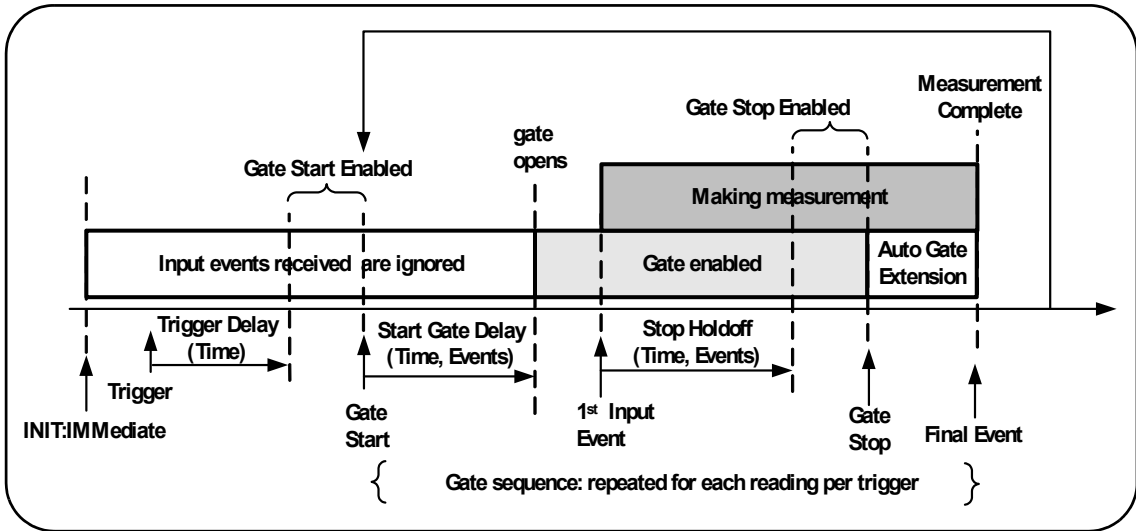 Measurement
Complete
Gate Stop Enabled
gate
opens
Gate Start Enabled
Making measurement
Input events received are ignored
Gate enabled
Auto Gate
Extension
Trigger Delay
(Time)
Start Gate Delay
(Time, Events)
Stop Holdoff
(Time, Events)
Trigger
INIT:IMMediate
Gate
Start
1st Input
Event
Gate
Stop
Final Event
Gate sequence: repeated for each reading per trigger